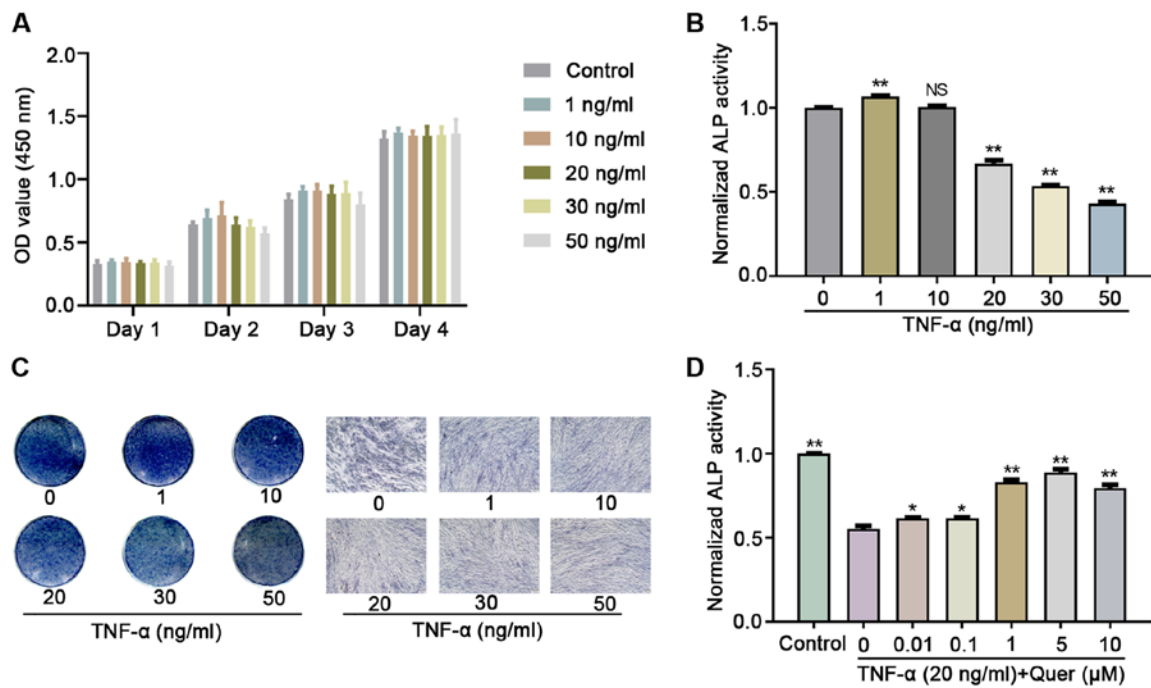 A
OD value (450 nm)
2.0
1.5
1.0
0.5
0.0
Day 1 Day 2 Day 3 Day 4
Control
1 ng/ml
10 ng/ml
20 ng/ml
30 ng/ml
50 ng/ml
B
Normalizad ALP activity
1.5
1.0
0.5
0.0
** NS ** ** **
0 1 10 20 30 50
TNF-α (ng/ml)
C
0 1 10
20 30 50
TNF-α (ng/ml)
0 1 10
20 30 50
TNF-α (ng/ml)
D
Normalizad ALP activity
1.5
1.0
0.5
0.0
** * * ** ** **
Control 0 0.01 0.1 1 5 10
TNF-α (20 ng/ml)+Quer (μM)